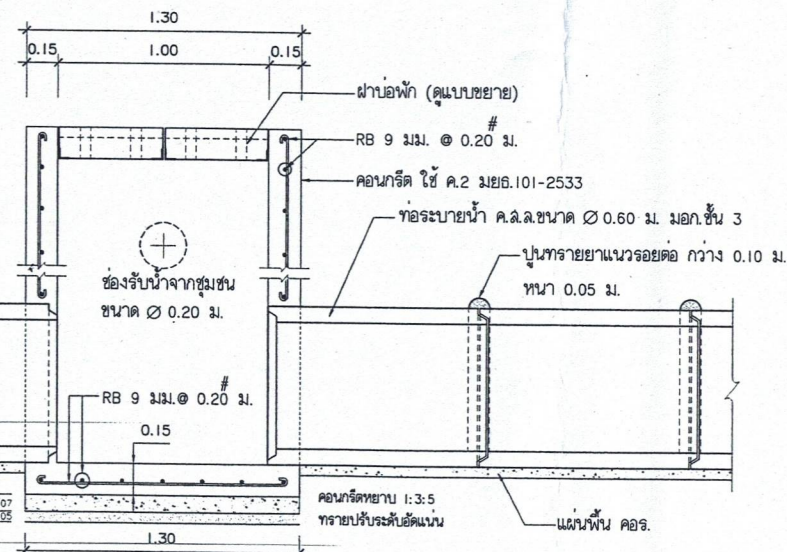 1.30
0.15 1.00 0.15
ฝาบ่อพัก (ดูแบบขยาย)
RB 9 มม. @ 0.20 ม.#
คอนกรีต ใช้ ค.2 มยธ.101-2533
ท่อระบายน้ำ ค.ส.ล.ขนาด Ø 0.60 ม. มอก.ชั้น 3
ปูนทรายยาแนวรอยต่อ กว้าง 0.10 ม.
หนา 0.05 ม.
ช่องรับน้ำจากชุมชน
ขนาด Ø 0.20 ม.
RB 9 มม.@ 0.20 ม.#
0.15
คอนกรีตหยาบ 1:3:5
ทรายปรับระดับอัดแน่น
แผ่นพื้น คอร.
07
05
1.30